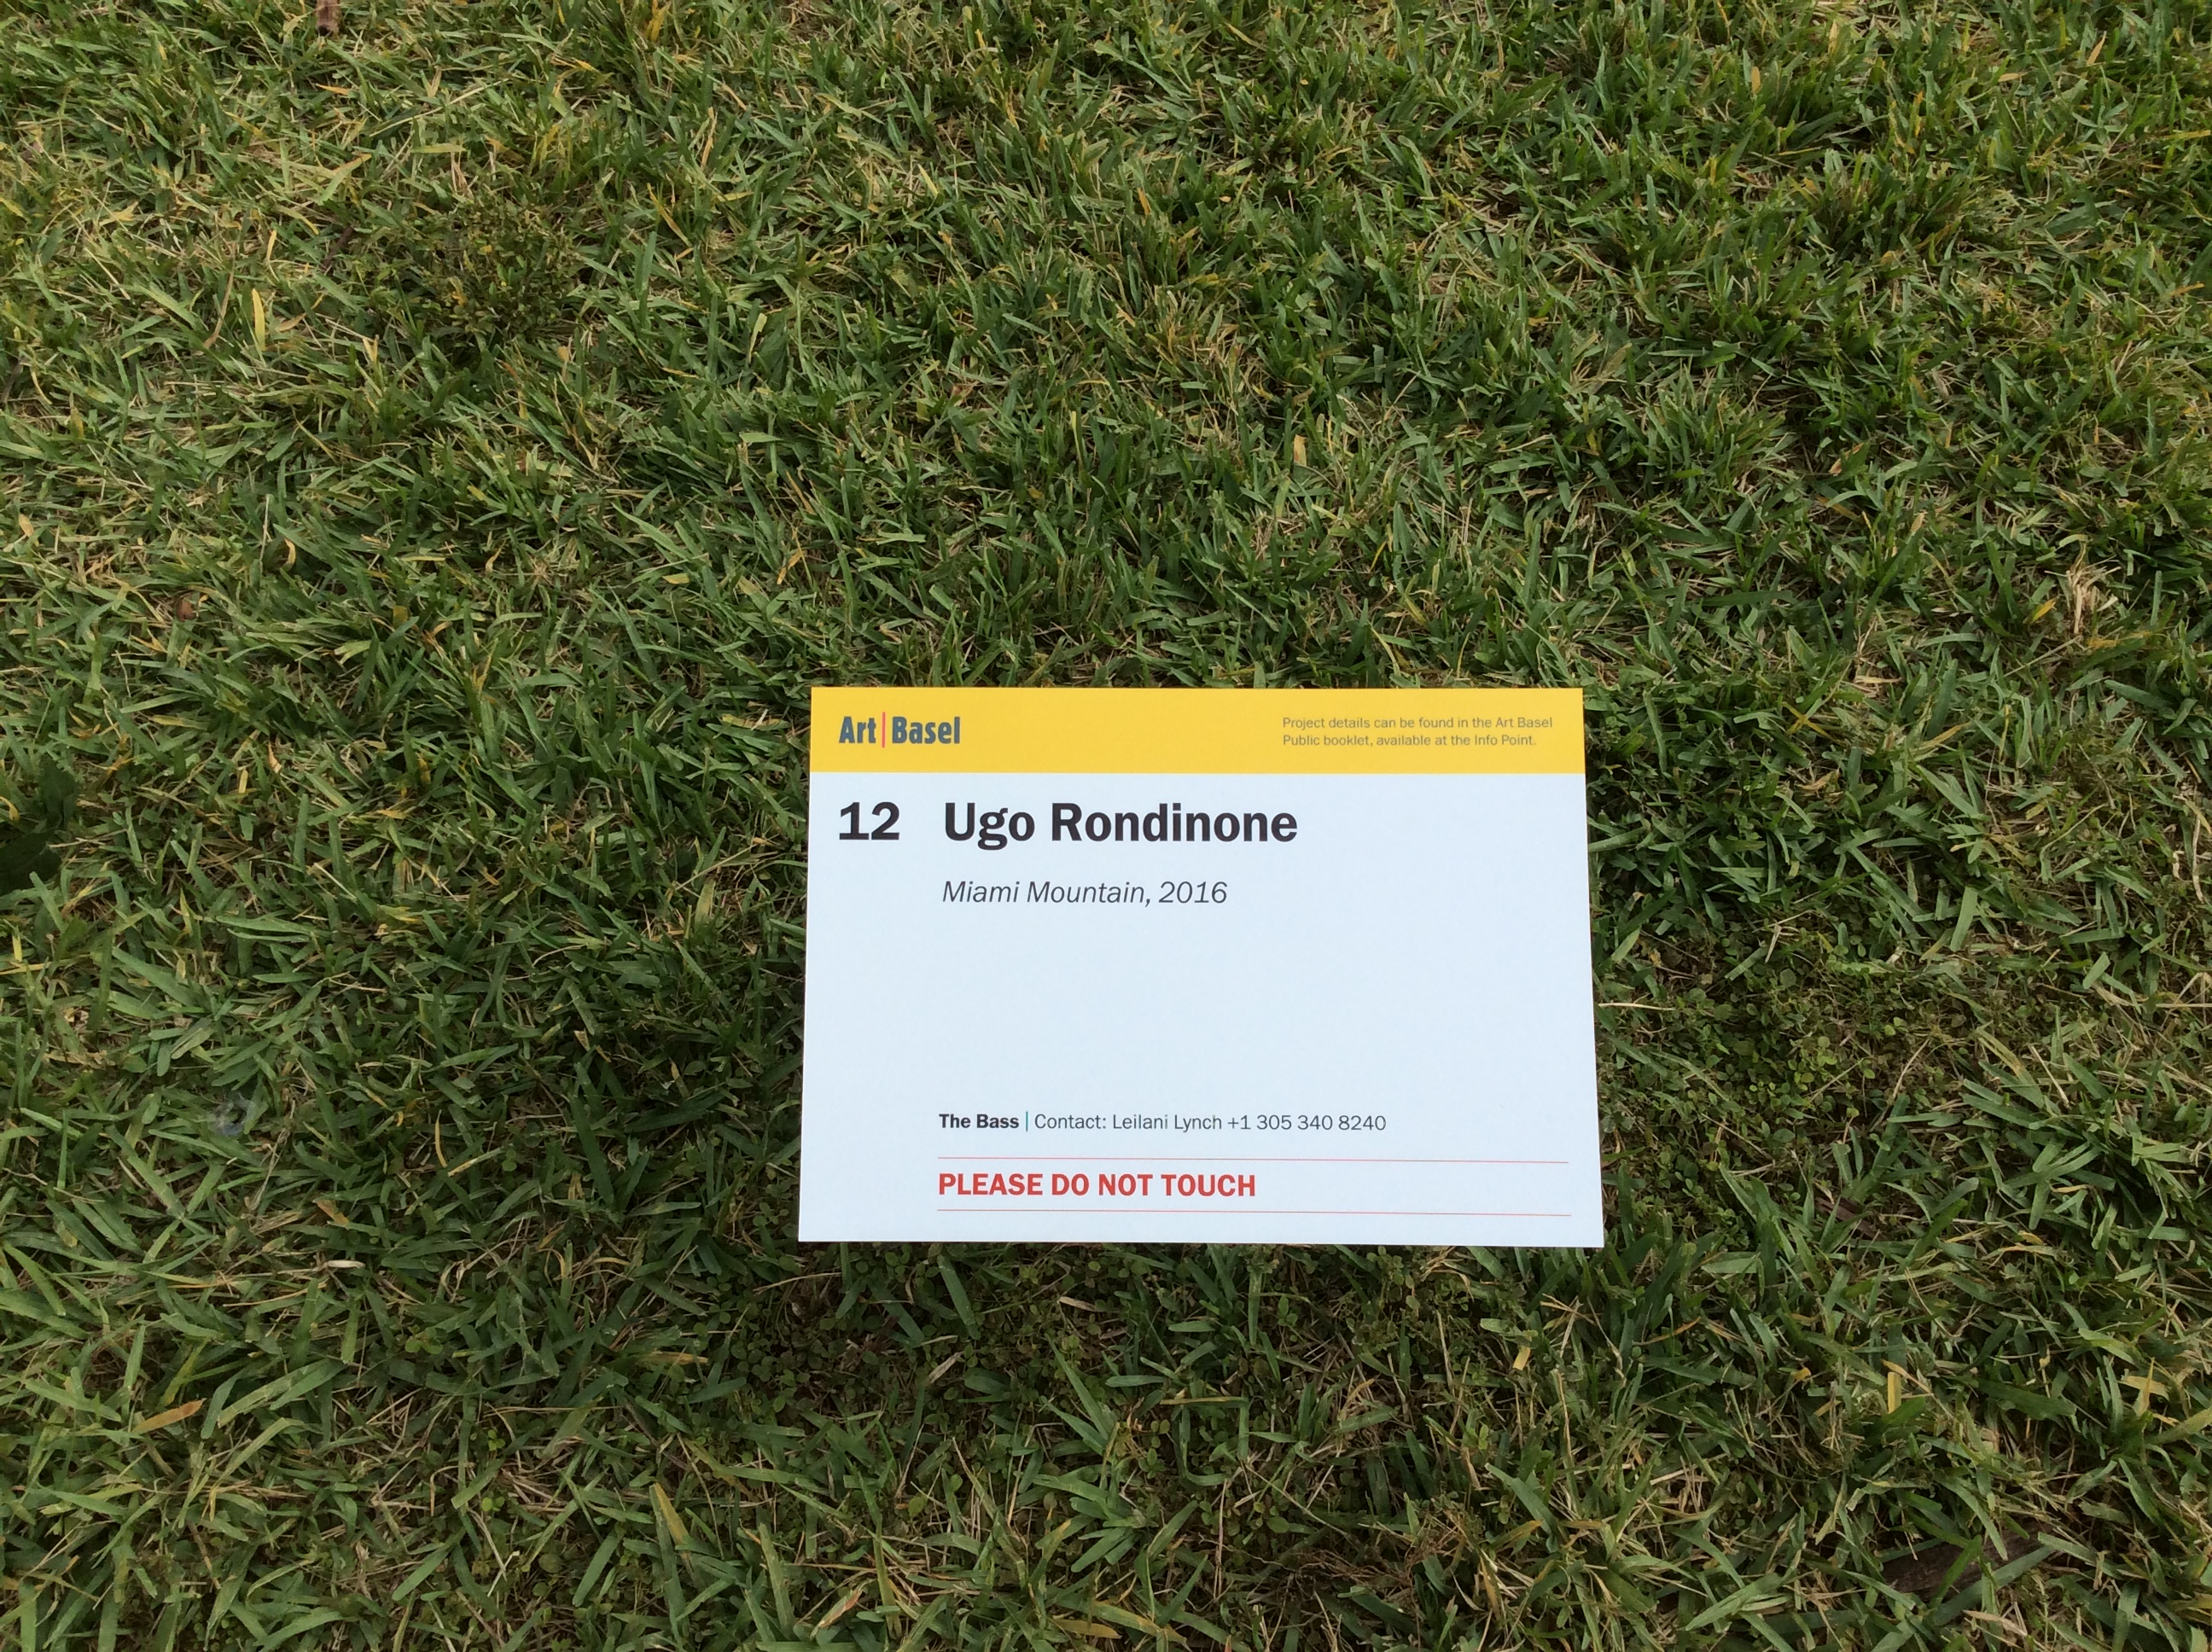 Art|Basel
Project details can be found in the Art Basel
Public booklet, available at the Info Point.
12 Ugo Rondinone
Miami Mountain, 2016
The Bass | Contact: Leilani Lynch +1 305 340 8240
PLEASE DO NOT TOUCH